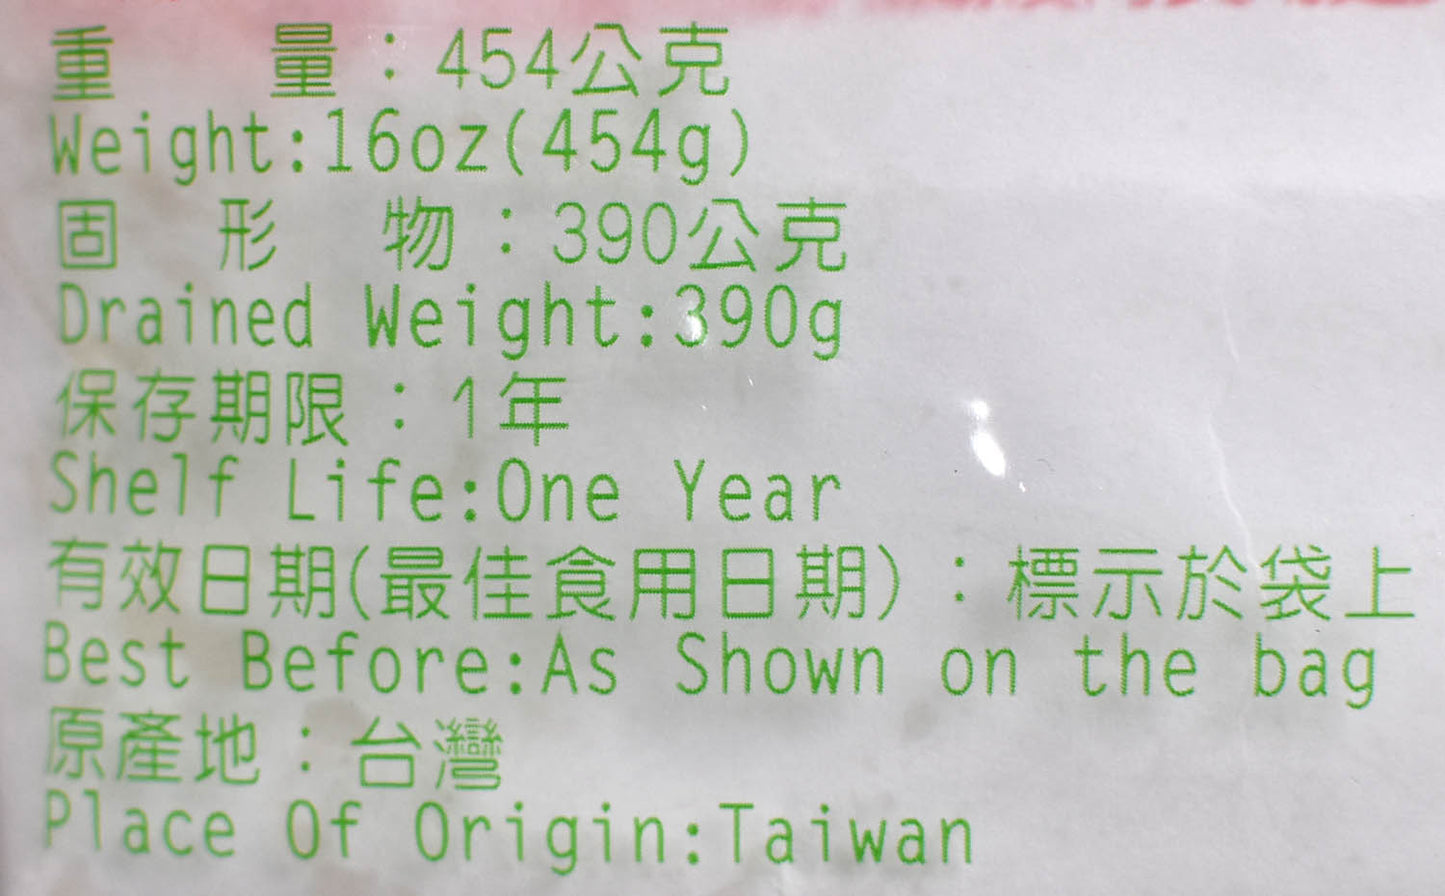 重 量：454公克
Weight:16oz(454g)
固 形 物：390公克
Drained Weight:390g
保存期限：1年
Shelf Life:One Year
有效日期(最佳食用日期)：標示於袋上
Best Before:As Shown on the bag
原產地：台灣
Place Of Origin:Taiwan